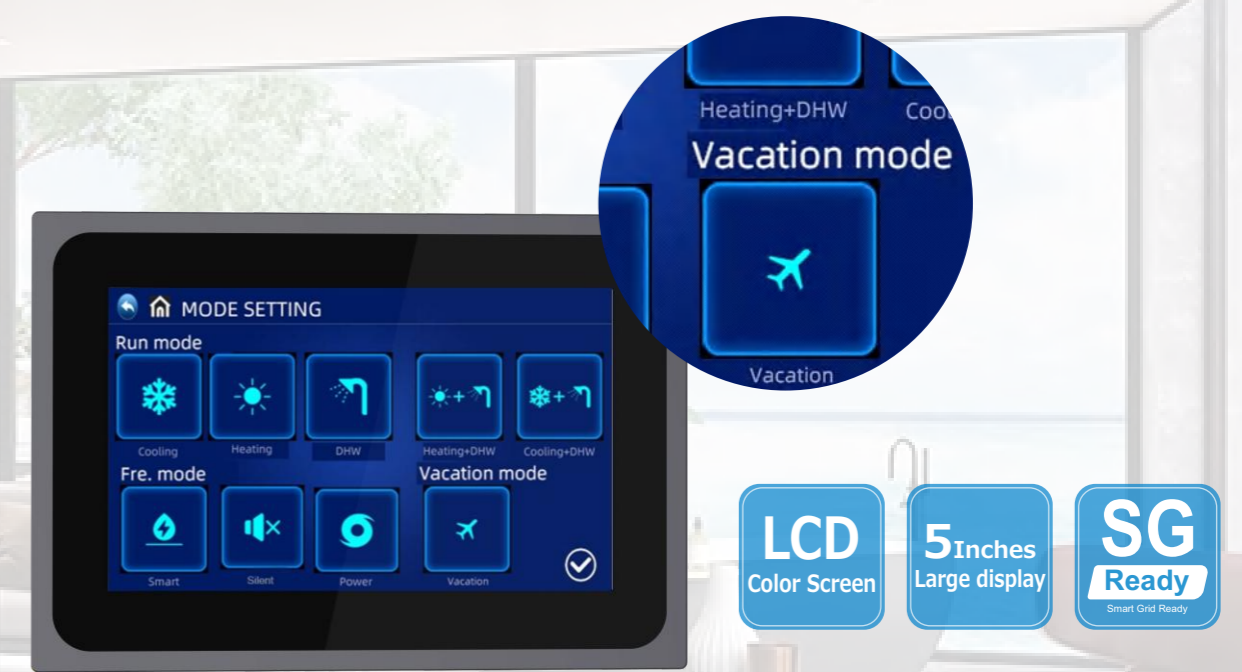 Heating+DHW
Coo
Vacation mode
Vacation
MODE SETTING
Run mode
Cooling
Heating
DHW
Heating+DHW
Cooling+DHW
Fre. mode
Vacation mode
Smart
Silent
Power
Vacation
LCD
Color Screen
5Inches
Large display
SG
Ready
Smart Grid Ready